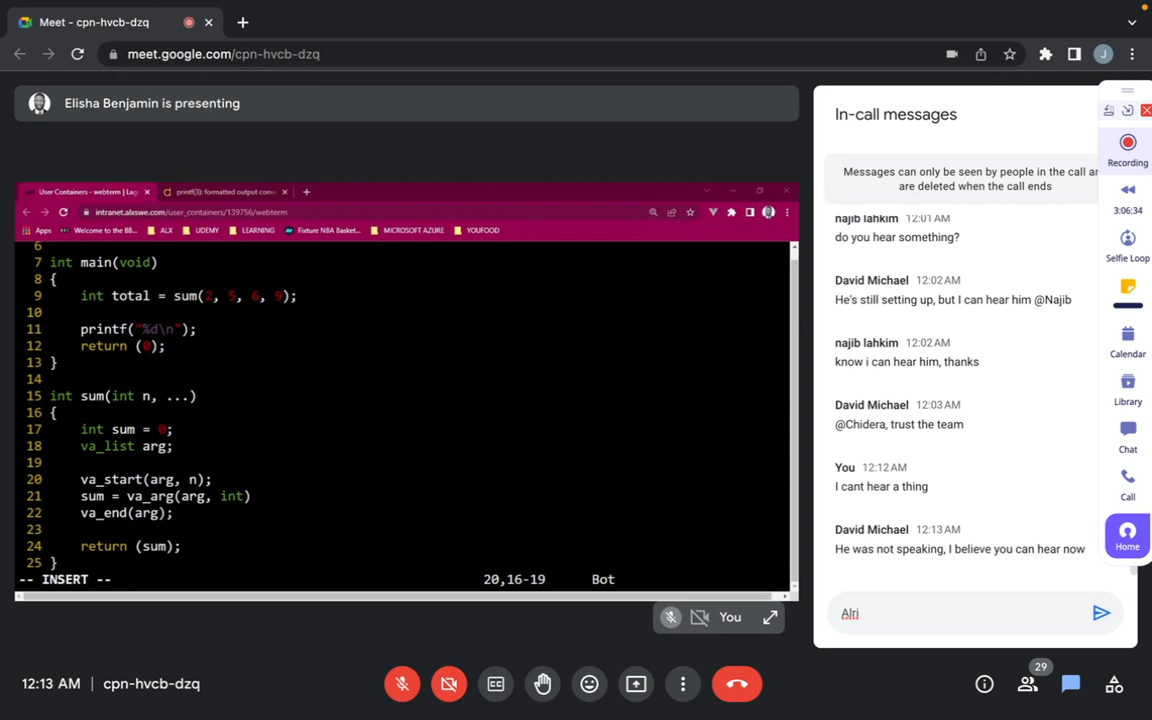 Meet - cpn-hvcb-dzq
meet.google.com/cpn-hvcb-dzq
J
Elisha Benjamin is presenting
User Containers - webterm | Lag
printf(3): formatted output conv
intranet.alxswe.com/user_containers/139756/webterm
Apps Welcome to the BB... ALX UDEMY LEARNING Fixture NBA Basket... MICROSOFT AZURE YOUFOOD
6
7 int main(void)
8 {
9 int total = sum(2, 5, 6, 9);
10
11 printf("%d\n");
12 return (0);
13 }
14
15 int sum(int n, ...)
16 {
17 int sum = 0;
18 va_list arg;
19
20 va_start(arg, n);
21 sum = va_arg(arg, int)
22 va_end(arg);
23
24 return (sum);
25 }
-- INSERT -- 20,16-19 Bot
You
12:13 AM | cpn-hvcb-dzq
29
In-call messages
Messages can only be seen by people in the call an
are deleted when the call ends
najib lahkim 12:01 AM
do you hear something?
David Michael 12:02 AM
He's still setting up, but I can hear him @Najib
najib lahkim 12:02 AM
know i can hear him, thanks
David Michael 12:03 AM
@Chidera, trust the team
You 12:12 AM
I cant hear a thing
David Michael 12:13 AM
He was not speaking, I believe you can hear now
Alri
Recording
3:06:34
Selfie Loop
Calendar
Library
Chat
Call
Home